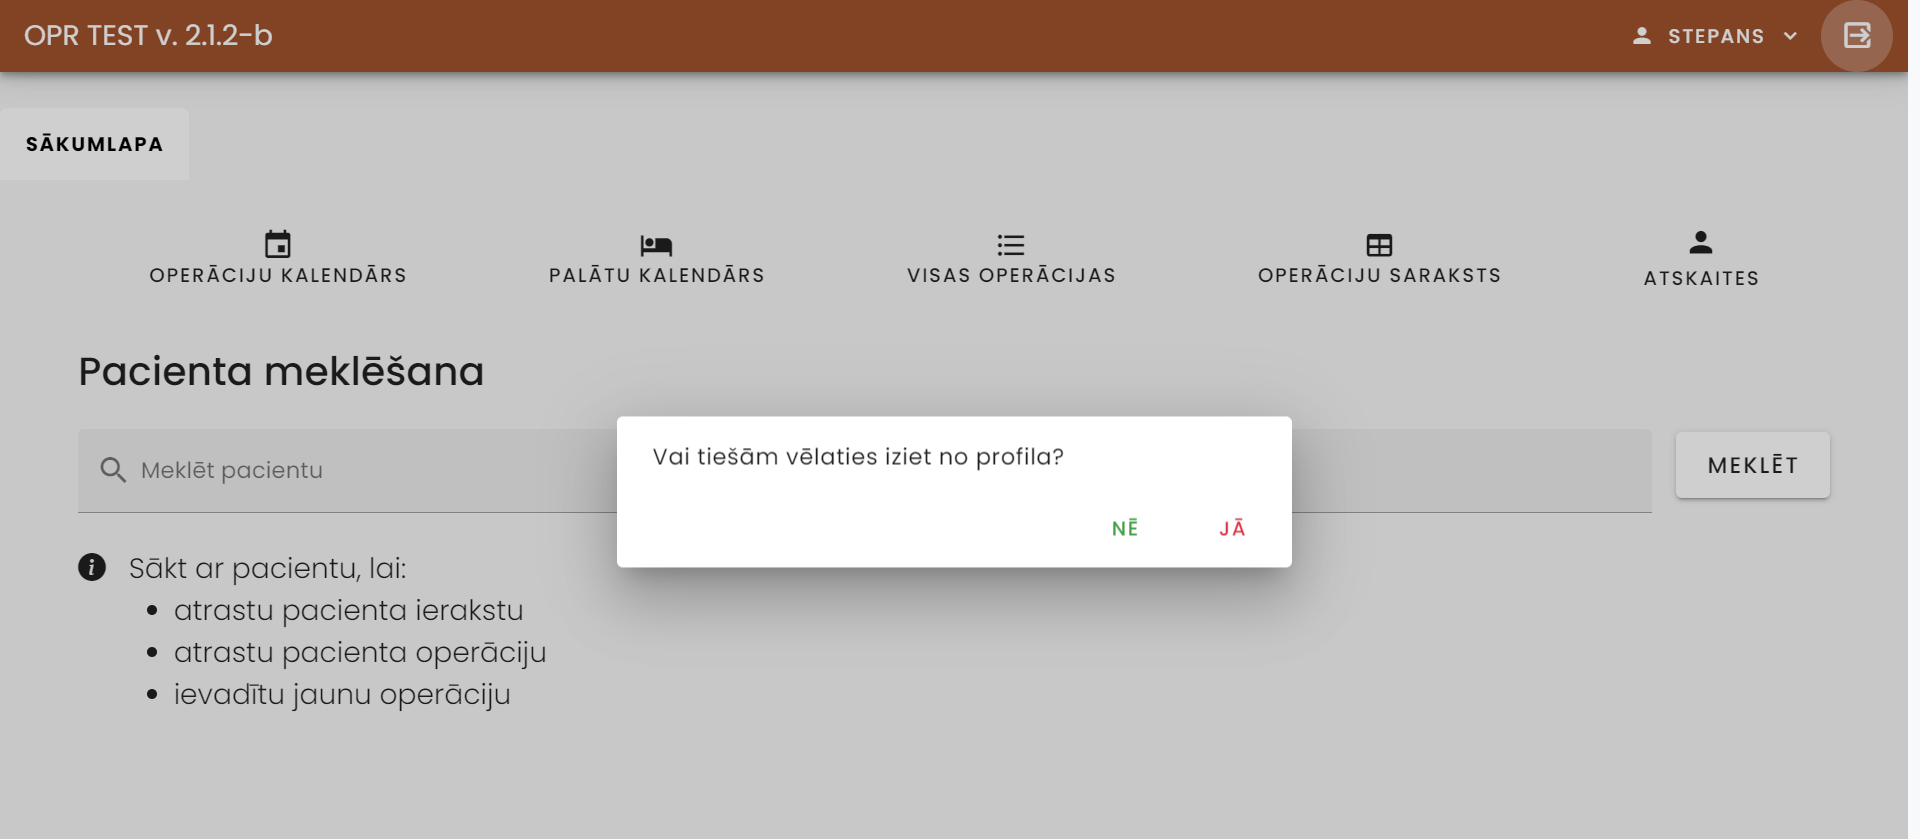 OPR TEST v. 2.1.2-b
STEPANS
SĀKUMLAPA
OPERĀCIJU KALENDĀRS
PALĀTU KALENDĀRS
VISAS OPERĀCIJAS
OPERĀCIJU SARAKSTS
ATSKAITES
Pacienta meklēšana
Meklēt pacientu
MEKLĒT
Vai tiešām vēlaties iziet no profila?
NĒ
JĀ
Sākt ar pacientu, lai:
• atrastu pacienta ierakstu
• atrastu pacienta operāciju
• ievadītu jaunu operāciju